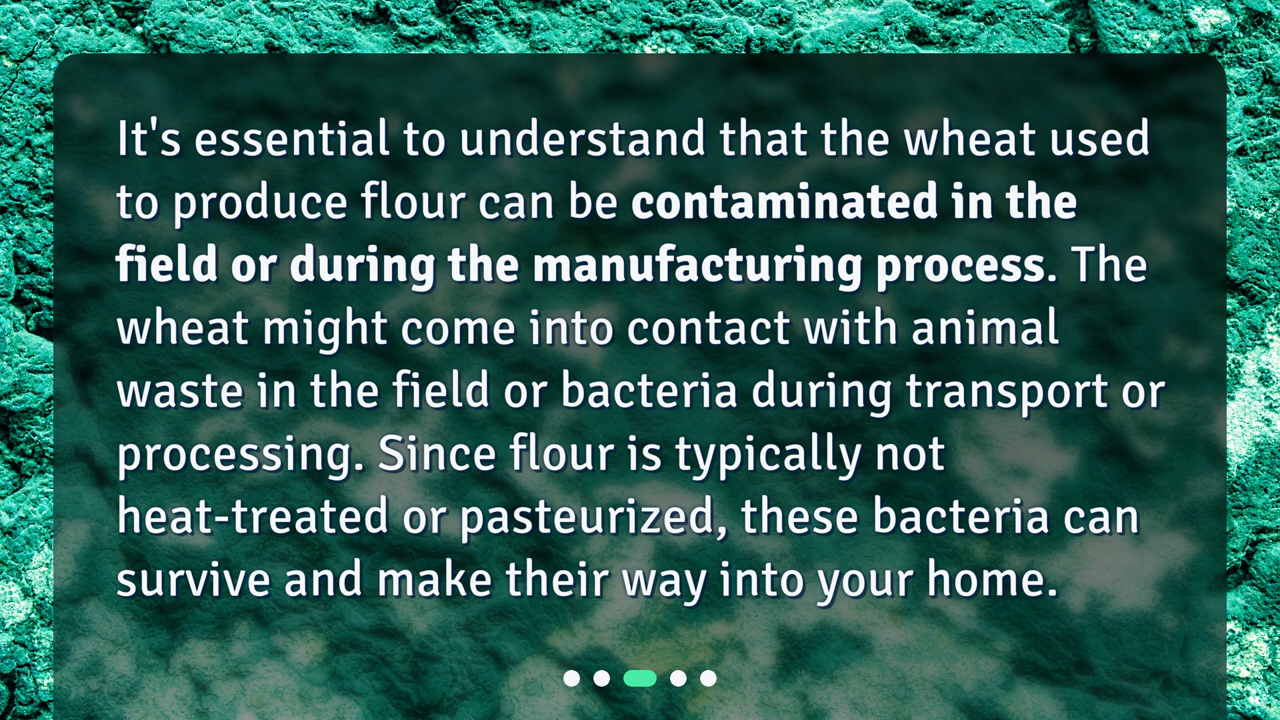 It's essential to understand that the wheat used
to produce flour can be contaminated in the
field or during the manufacturing process. The
wheat might come into contact with animal
waste in the field or bacteria during transport or
processing. Since flour is typically not
heat-treated or pasteurized, these bacteria can
survive and make their way into your home.